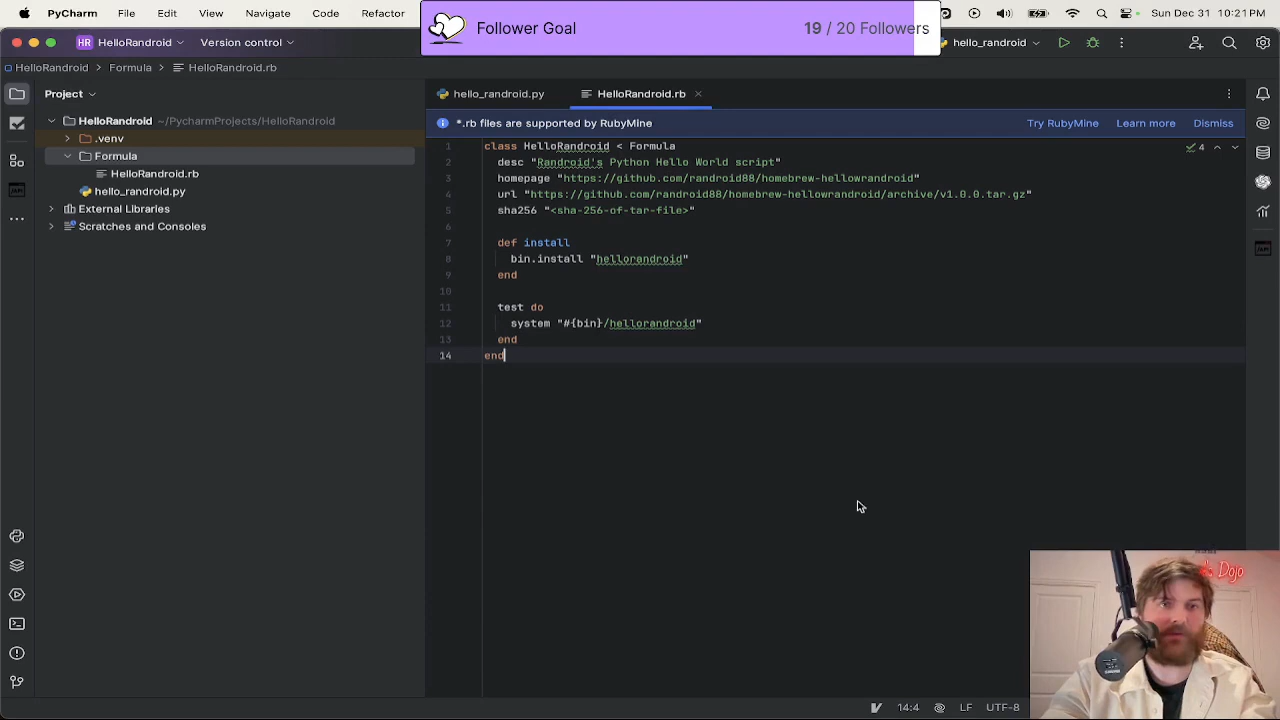 PyCharm File Edit View Navigate Code Refactor
Sun Dec 31 10:21 PM
Follower Goal 19 / 20 Followers
HR HelloRandroid Version control
hello_randroid
HelloRandroid Formula HelloRandroid.rb
Project
HelloRandroid ~/PycharmProjects/HelloRandroid
.venv
Formula
HelloRandroid.rb
hello_randroid.py
External Libraries
Scratches and Consoles
hello_randroid.py HelloRandroid.rb
*.rb files are supported by RubyMine Try RubyMine Learn more Dismiss
4
1 class HelloRandroid < Formula
2 desc "Randroid's Python Hello World script"
3 homepage "https://github.com/randroid88/homebrew-hellowrandroid"
4 url "https://github.com/randroid88/homebrew-hellowrandroid/archive/v1.0.0.tar.gz"
5 sha256 "<sha-256-of-tar-file>"
6
7 def install
8 bin.install "hellorandroid"
9 end
10
11 test do
12 system "#{bin}/hellorandroid"
13 end
14 end
Dojo
14:4 LF UTF-8